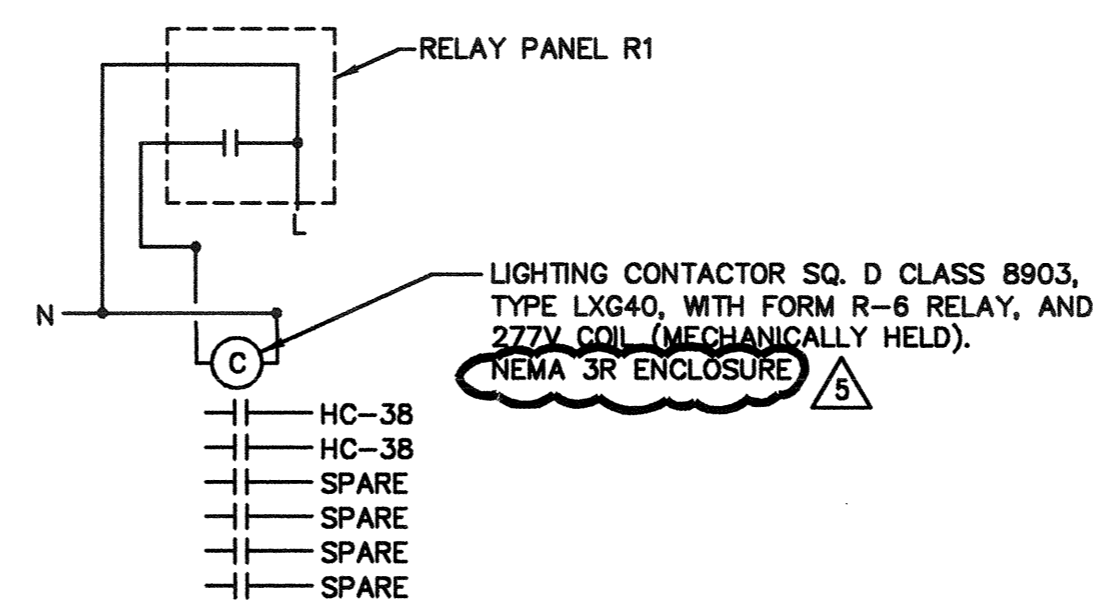 RELAY PANEL R1
L
LIGHTING CONTACTOR SQ. D CLASS 8903,
TYPE LXG40, WITH FORM R-6 RELAY, AND
277V COIL (MECHANICALLY HELD).
NEMA 3R ENCLOSURE
5
N
C
HC-38
HC-38
SPARE
SPARE
SPARE
SPARE